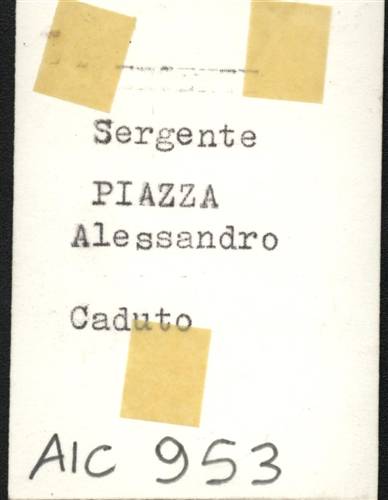 Sergente
PIAZZA
Alessandro
Caduto
AIC 953